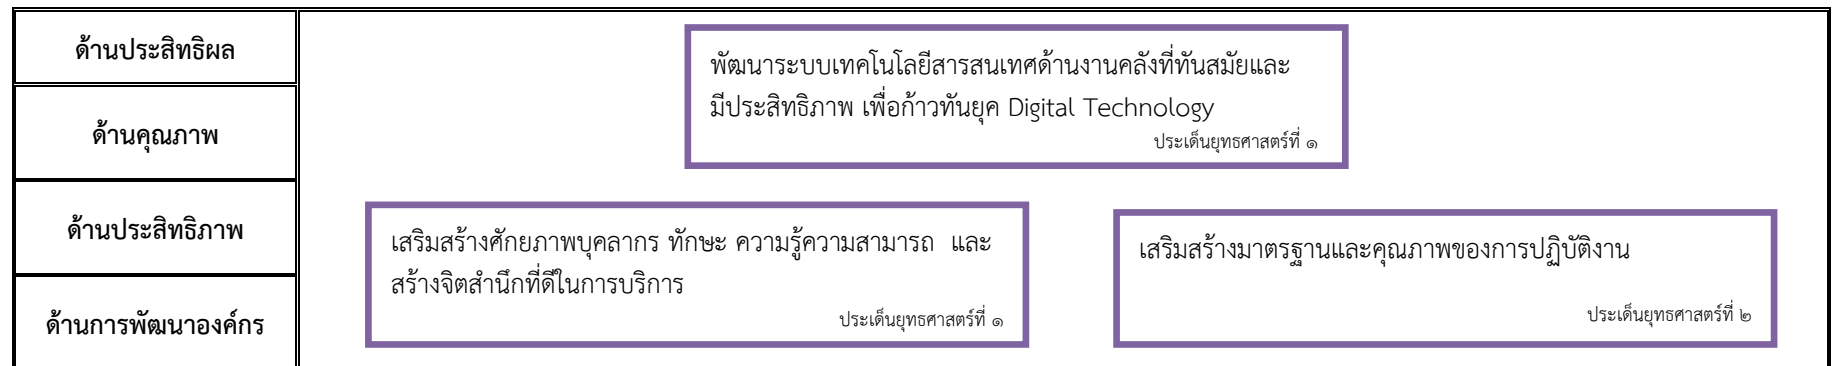 ด้านประสิทธิผล
ด้านคุณภาพ
ด้านประสิทธิภาพ
ด้านการพัฒนาองค์กร
พัฒนาระบบเทคโนโลยีสารสนเทศด้านงานคลังที่ทันสมัยและ
มีประสิทธิภาพ เพื่อก้าวทันยุค Digital Technology
ประเด็นยุทธศาสตร์ที่ ๑
เสริมสร้างศักยภาพบุคลากร ทักษะ ความรู้ความสามารถ และ
สร้างจิตสำนึกที่ดีในการบริการ
ประเด็นยุทธศาสตร์ที่ ๑
เสริมสร้างมาตรฐานและคุณภาพของการปฏิบัติงาน
ประเด็นยุทธศาสตร์ที่ ๒